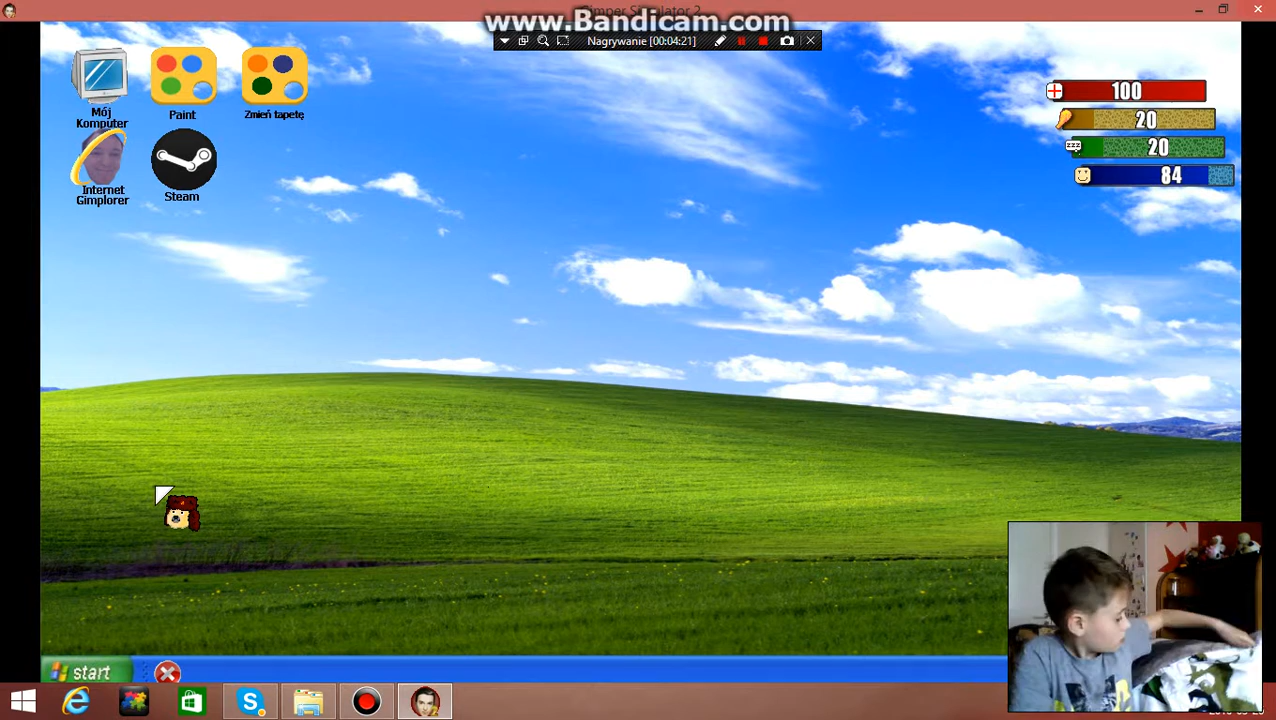 www.Bandicam.com
Nagrywanie [00:04:21]
Mój
Komputer
Paint
Zmień tapetę
Internet
Gimplorer
Steam
100
20
zzz
20
84
start